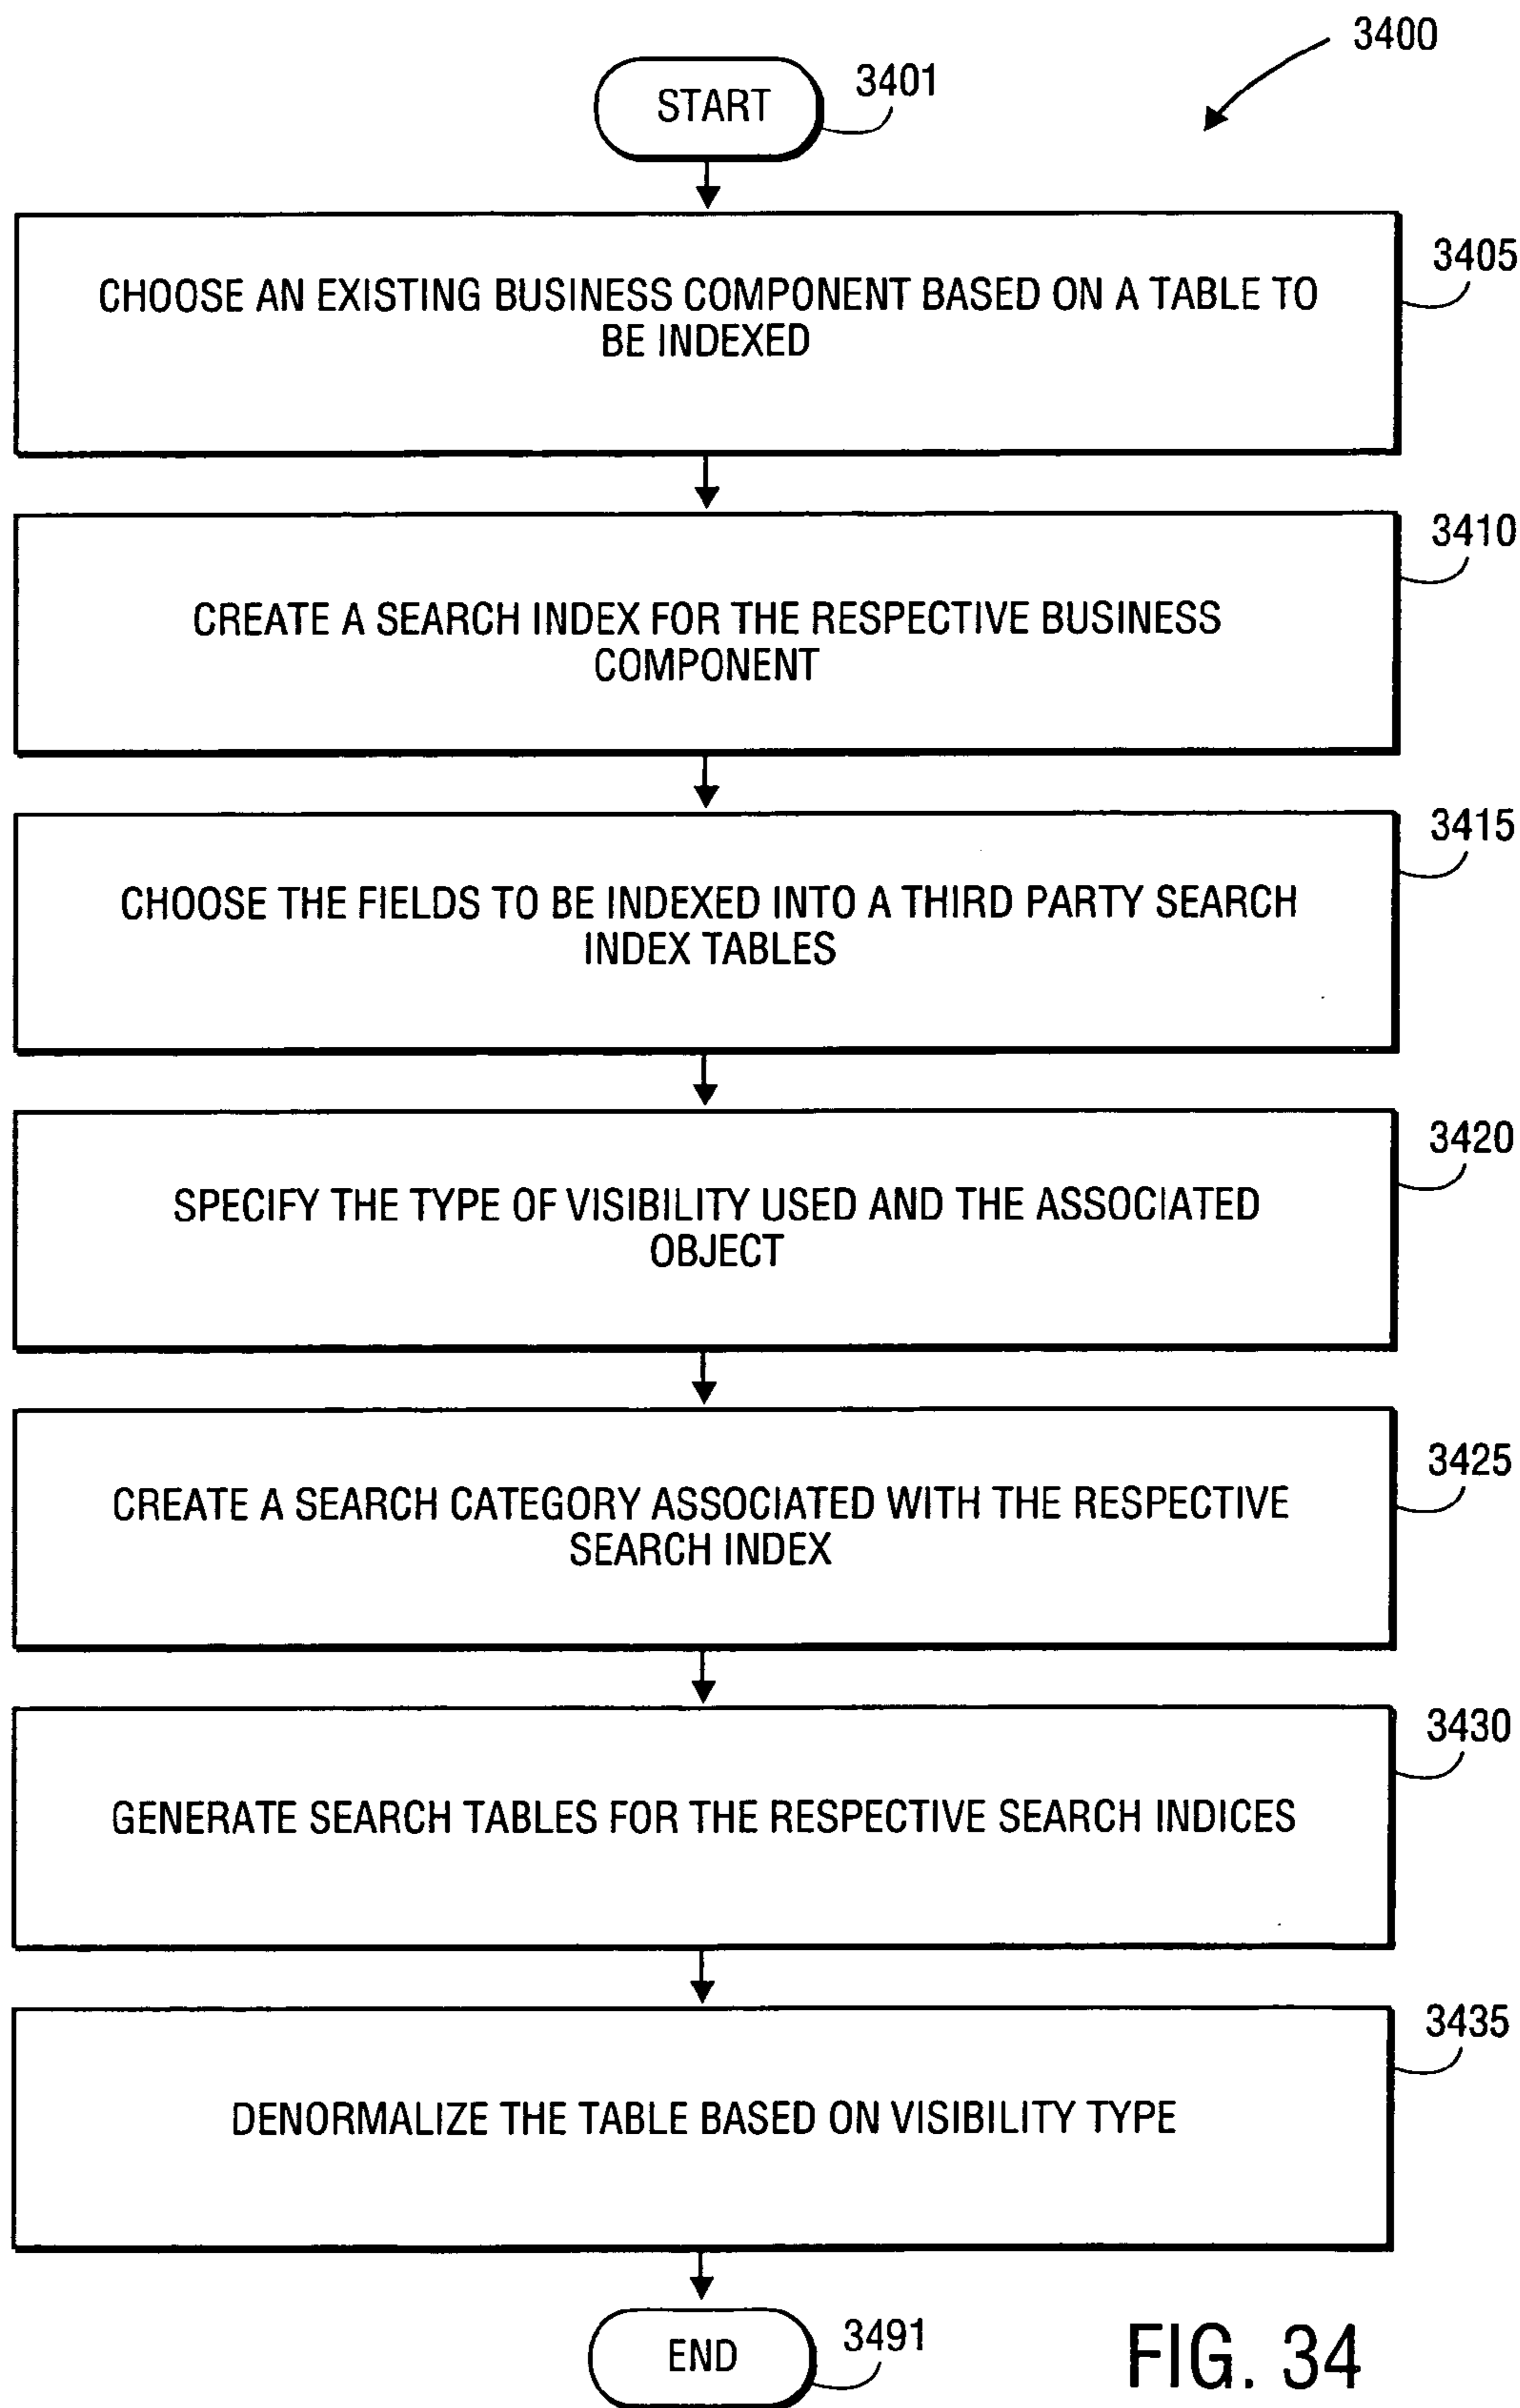 3400
START
3401
CHOOSE AN EXISTING BUSINESS COMPONENT BASED ON A TABLE TO
BE INDEXED
3405
CREATE A SEARCH INDEX FOR THE RESPECTIVE BUSINESS
COMPONENT
3410
CHOOSE THE FIELDS TO BE INDEXED INTO A THIRD PARTY SEARCH
INDEX TABLES
3415
SPECIFY THE TYPE OF VISIBILITY USED AND THE ASSOCIATED
OBJECT
3420
CREATE A SEARCH CATEGORY ASSOCIATED WITH THE RESPECTIVE
SEARCH INDEX
3425
GENERATE SEARCH TABLES FOR THE RESPECTIVE SEARCH INDICES
3430
DENORMALIZE THE TABLE BASED ON VISIBILITY TYPE
3435
END
3491
FIG. 34